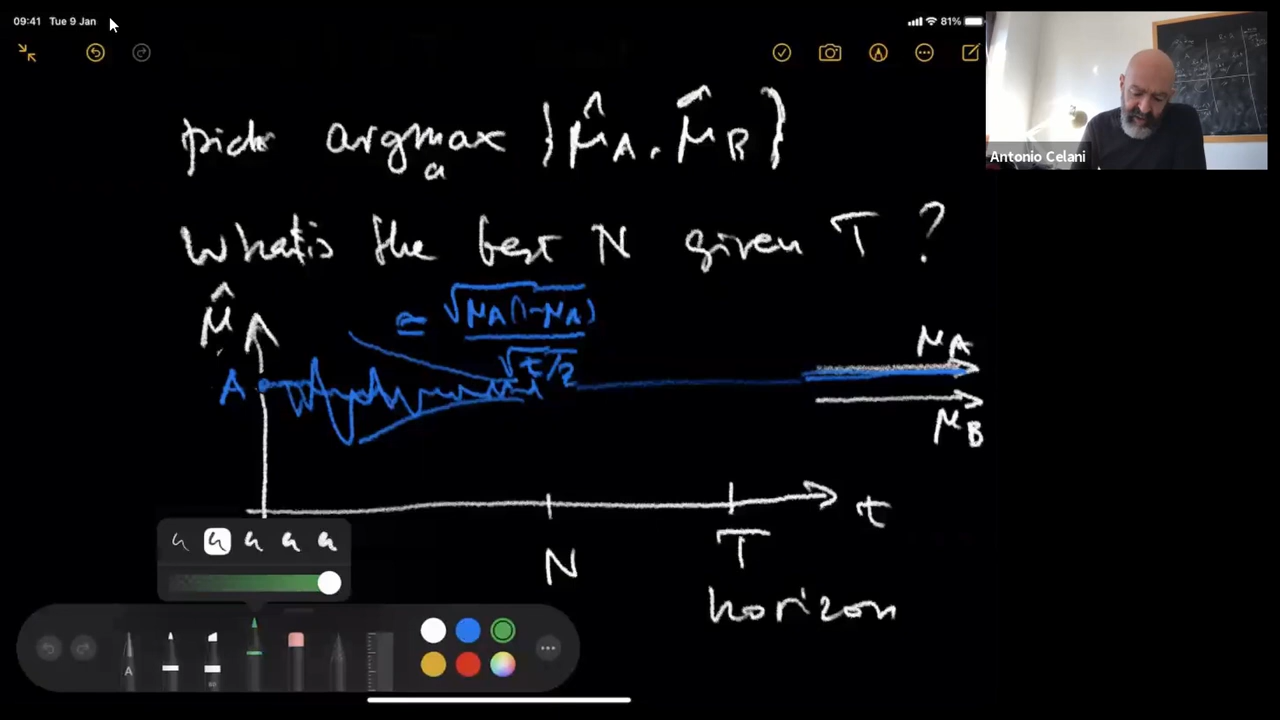 09:41 Tue 9 Jan
81%
pick argmax { μ̂A, μ̂B }
a
What's the best N given T ?
μ̂
≃ √μA(1-μA)
√t/2
A
μA
μB
t
N
T
horizon
Antonio Celani